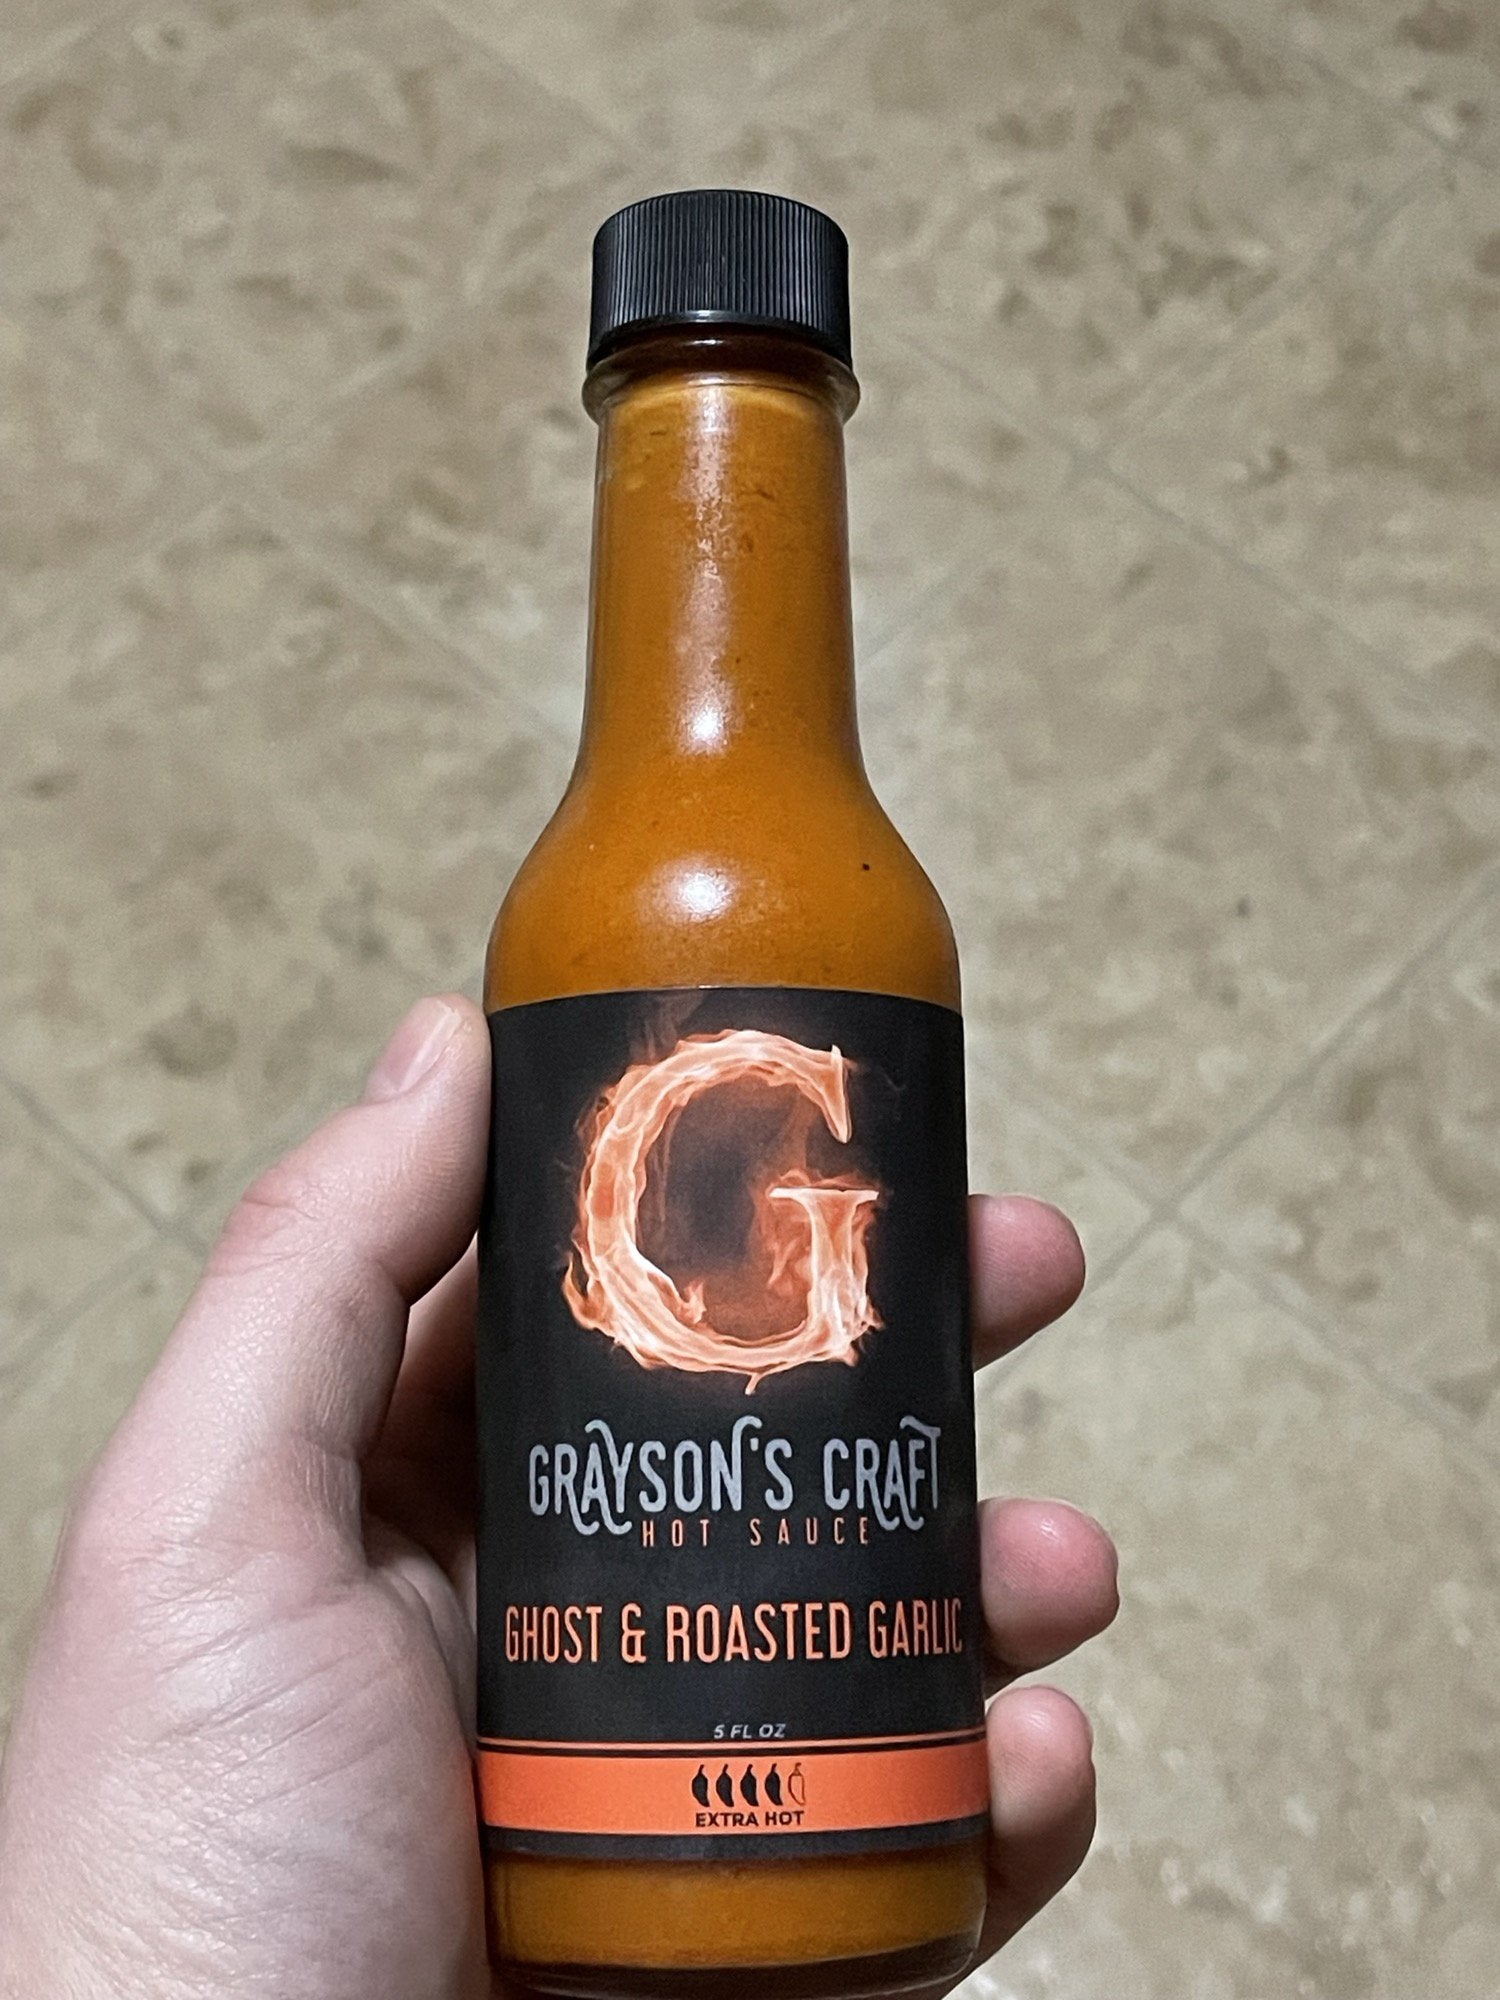 G
GRAYSON'S CRAFT
HOT SAUCE
GHOST & ROASTED GARLIC
5 FL OZ
EXTRA HOT